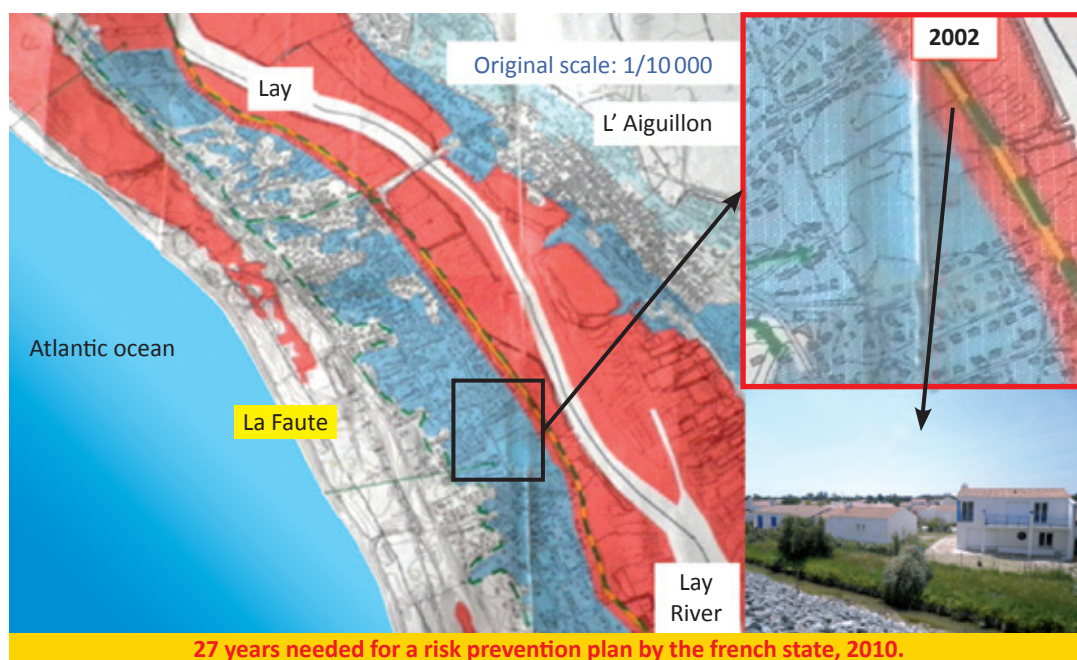 2002
Original scale: 1/10 000
Lay
L' Aiguillon
Atlantic ocean
La Faute
Lay
River
27 years needed for a risk prevention plan by the french state, 2010.